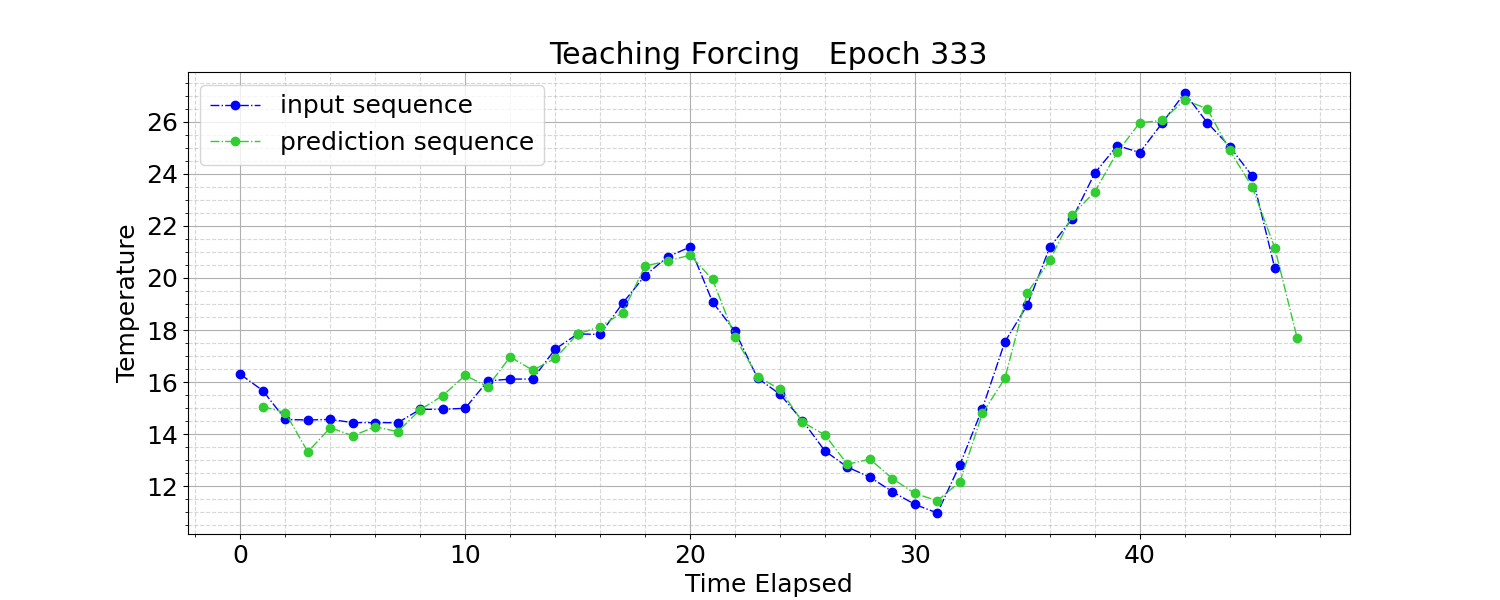 Teaching Forcing   Epoch 333
input sequence
prediction sequence
Temperature
26
24
22
20
18
16
14
12
0 10 20 30 40
Time Elapsed